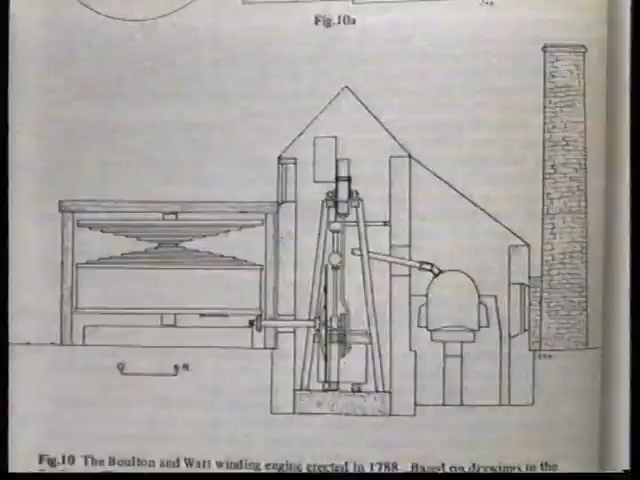 Fig.10a
Fig.10 The Boulton and Watt winding engine erected in 1788. Based on drawings in the